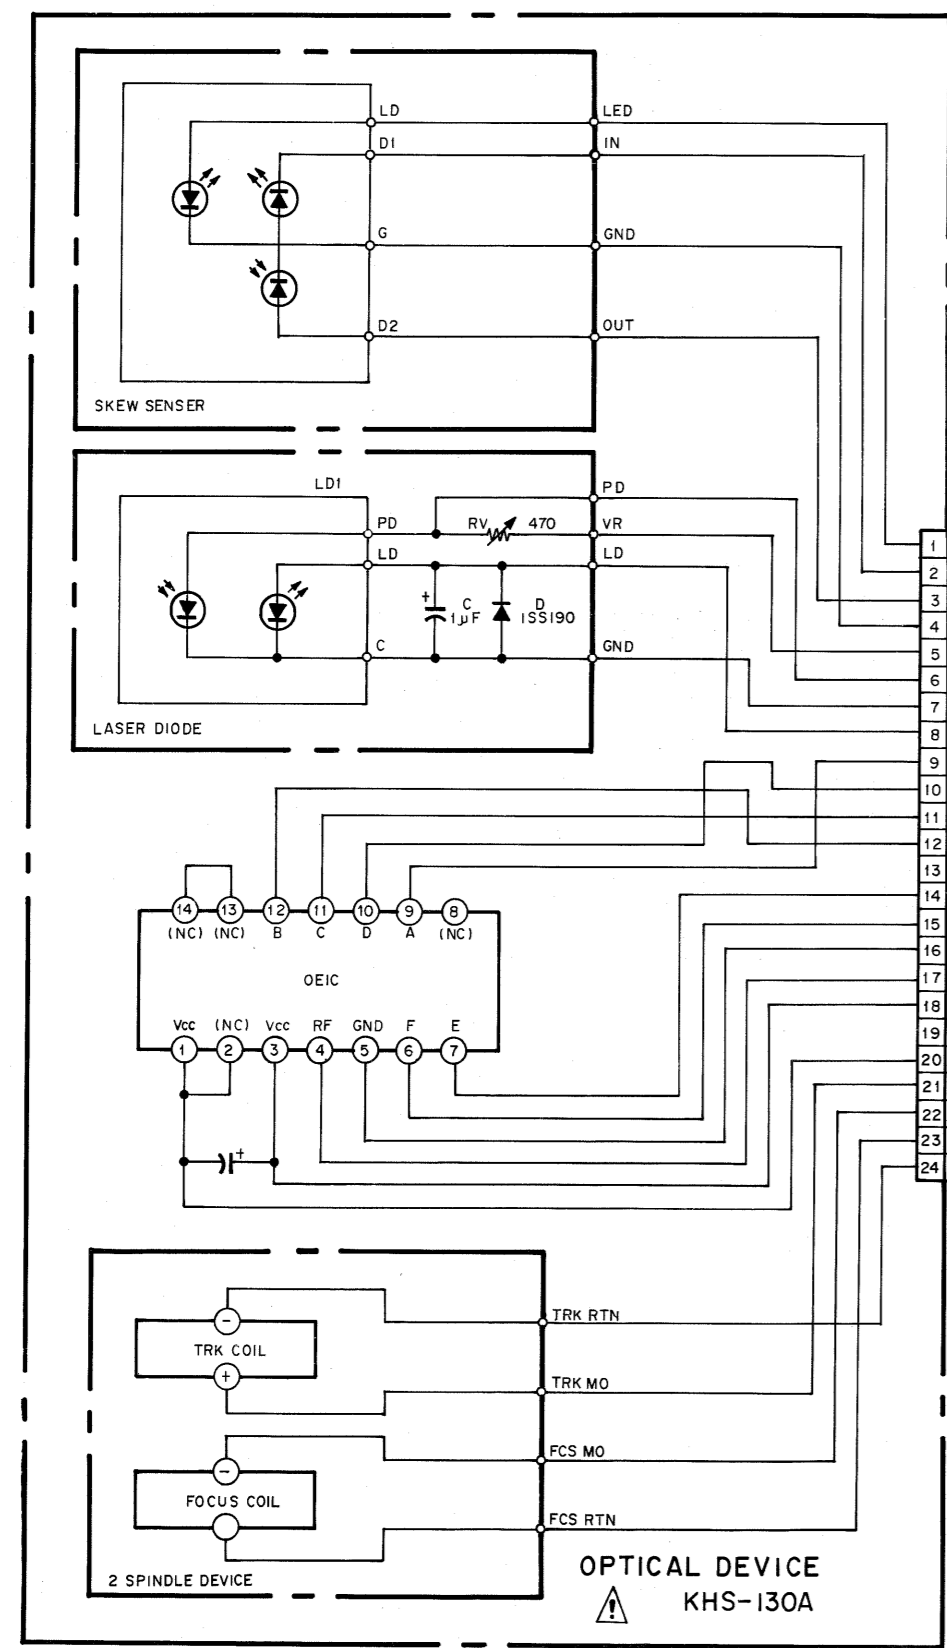 LD
LED
D1
IN
G
GND
D2
OUT
SKEW SENSER
LD1
PD
PD
RV 470
VR
LD
LD
+
C
1µF
D
1SS190
C
GND
LASER DIODE
1
2
3
4
5
6
7
8
9
10
11
12
13
14
15
16
17
18
19
20
21
22
23
24
14 13 12 11 10 9 8
(NC) (NC) B C D A (NC)
OEIC
Vcc (NC) Vcc RF GND F E
1 2 3 4 5 6 7
+
-
TRK COIL
+
TRK RTN
TRK MO
-
FOCUS COIL
FCS MO
FCS RTN
2 SPINDLE DEVICE
OPTICAL DEVICE
! KHS-130A